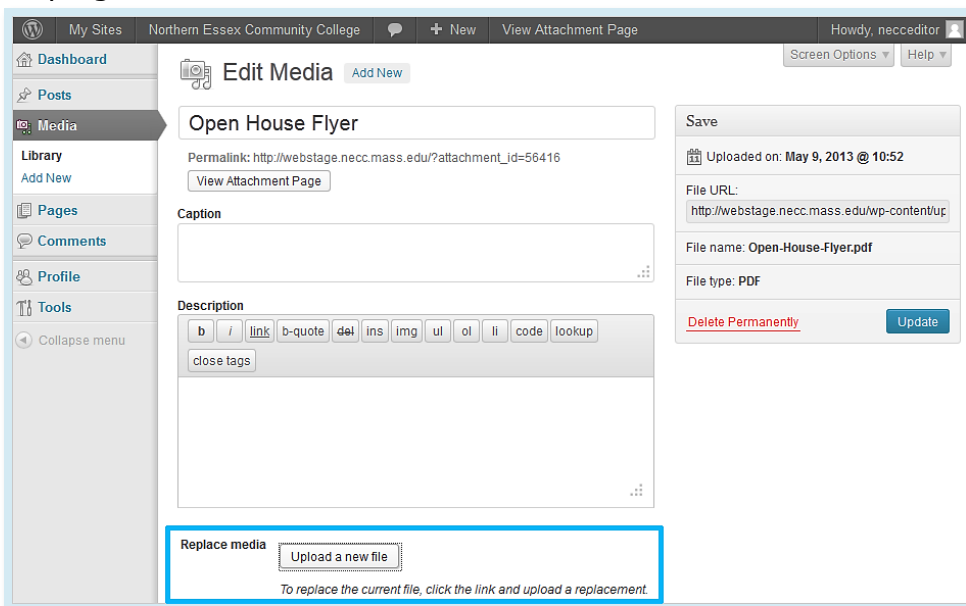 My Sites Northern Essex Community College + New View Attachment Page Howdy, necceditor
Screen Options Help
Dashboard
Posts
Media
Library
Add New
Pages
Comments
Profile
Tools
Collapse menu
Edit Media Add New
Open House Flyer
Permalink: http://webstage.necc.mass.edu/?attachment_id=56416
View Attachment Page
Caption
Description
b i link b-quote del ins img ul ol li code lookup
close tags
Replace media
Upload a new file
To replace the current file, click the link and upload a replacement.
Save
11 Uploaded on: May 9, 2013 @ 10:52
File URL:
http://webstage.necc.mass.edu/wp-content/up
File name: Open-House-Flyer.pdf
File type: PDF
Delete Permanently Update